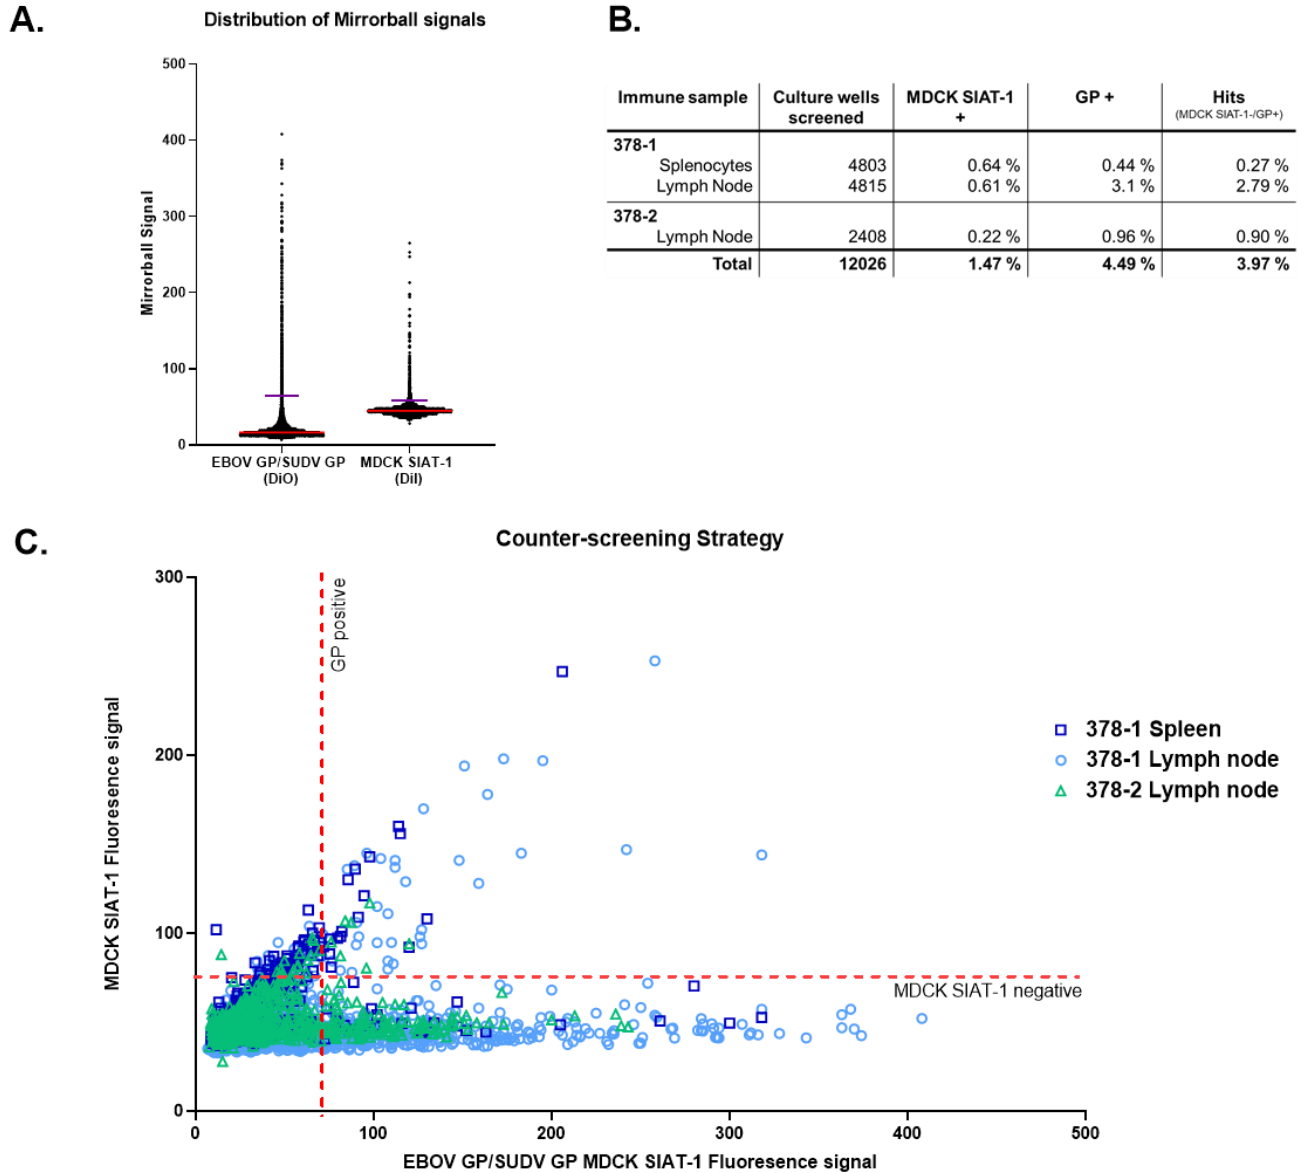 A.
Distribution of Mirrorball signals
Mirrorball Signal
500
400
300
200
100
0
EBOV GP/SUDV GP
(DiO)
MDCK SIAT-1
(DiI)
B.
Immune sample Culture wells screened MDCK SIAT-1 + GP + Hits (MDCK SIAT-1-/GP+)
378-1
Splenocytes 4803 0.64 % 0.44 % 0.27 %
Lymph Node 4815 0.61 % 3.1 % 2.79 %
378-2
Lymph Node 2408 0.22 % 0.96 % 0.90 %
Total 12026 1.47 % 4.49 % 3.97 %
C.
Counter-screening Strategy
MDCK SIAT-1 Fluoresence signal
300
200
100
0
GP positive
MDCK SIAT-1 negative
378-1 Spleen
378-1 Lymph node
378-2 Lymph node
0 100 200 300 400 500
EBOV GP/SUDV GP MDCK SIAT-1 Fluoresence signal